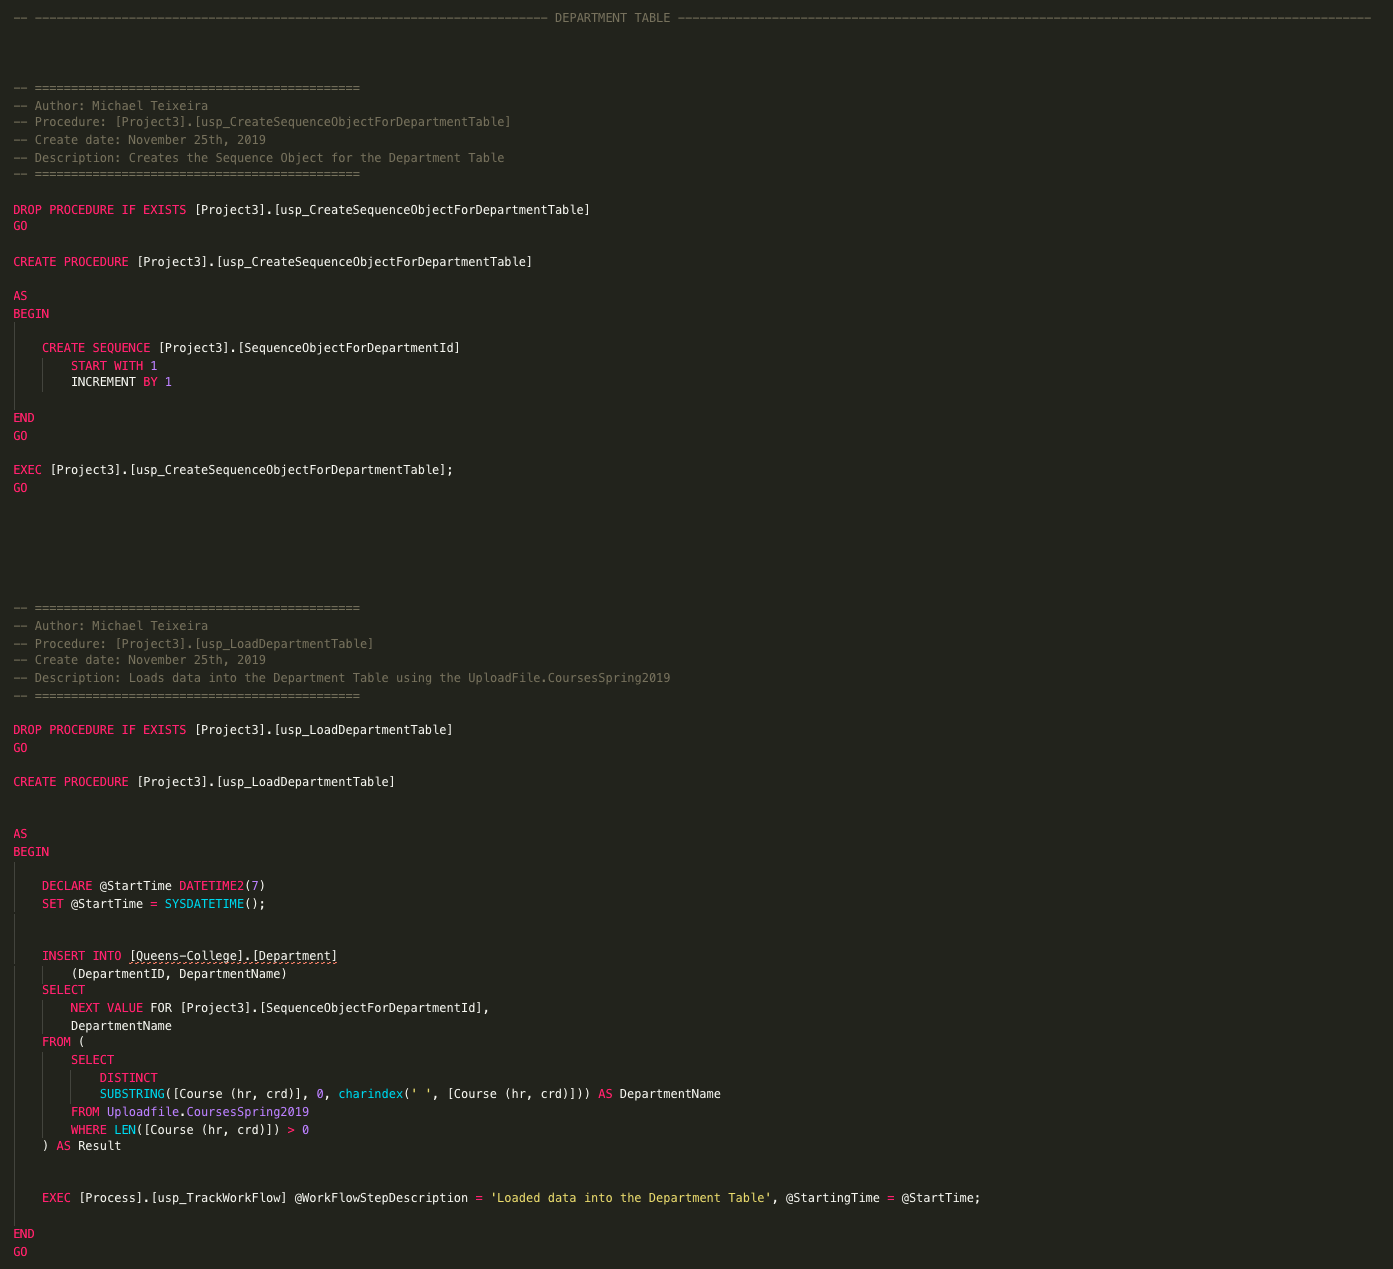 -- ----------------------------------------------------------------------- DEPARTMENT TABLE ------------------------------------------------------------------------------------------------
-- =============================================
-- Author: Michael Teixeira
-- Procedure: [Project3].[usp_CreateSequenceObjectForDepartmentTable]
-- Create date: November 25th, 2019
-- Description: Creates the Sequence Object for the Department Table
-- =============================================
DROP PROCEDURE IF EXISTS [Project3].[usp_CreateSequenceObjectForDepartmentTable]
GO
CREATE PROCEDURE [Project3].[usp_CreateSequenceObjectForDepartmentTable]
AS
BEGIN
    CREATE SEQUENCE [Project3].[SequenceObjectForDepartmentId]
        START WITH 1
        INCREMENT BY 1
END
GO
EXEC [Project3].[usp_CreateSequenceObjectForDepartmentTable];
GO
-- =============================================
-- Author: Michael Teixeira
-- Procedure: [Project3].[usp_LoadDepartmentTable]
-- Create date: November 25th, 2019
-- Description: Loads data into the Department Table using the UploadFile.CoursesSpring2019
-- =============================================
DROP PROCEDURE IF EXISTS [Project3].[usp_LoadDepartmentTable]
GO
CREATE PROCEDURE [Project3].[usp_LoadDepartmentTable]
AS
BEGIN
    DECLARE @StartTime DATETIME2(7)
    SET @StartTime = SYSDATETIME();
    INSERT INTO [Queens-College].[Department]
        (DepartmentID, DepartmentName)
    SELECT
        NEXT VALUE FOR [Project3].[SequenceObjectForDepartmentId],
        DepartmentName
    FROM (
        SELECT
            DISTINCT
            SUBSTRING([Course (hr, crd)], 0, charindex(' ', [Course (hr, crd)])) AS DepartmentName
        FROM Uploadfile.CoursesSpring2019
        WHERE LEN([Course (hr, crd)]) > 0
    ) AS Result
    EXEC [Process].[usp_TrackWorkFlow] @WorkFlowStepDescription = 'Loaded data into the Department Table', @StartingTime = @StartTime;
END
GO